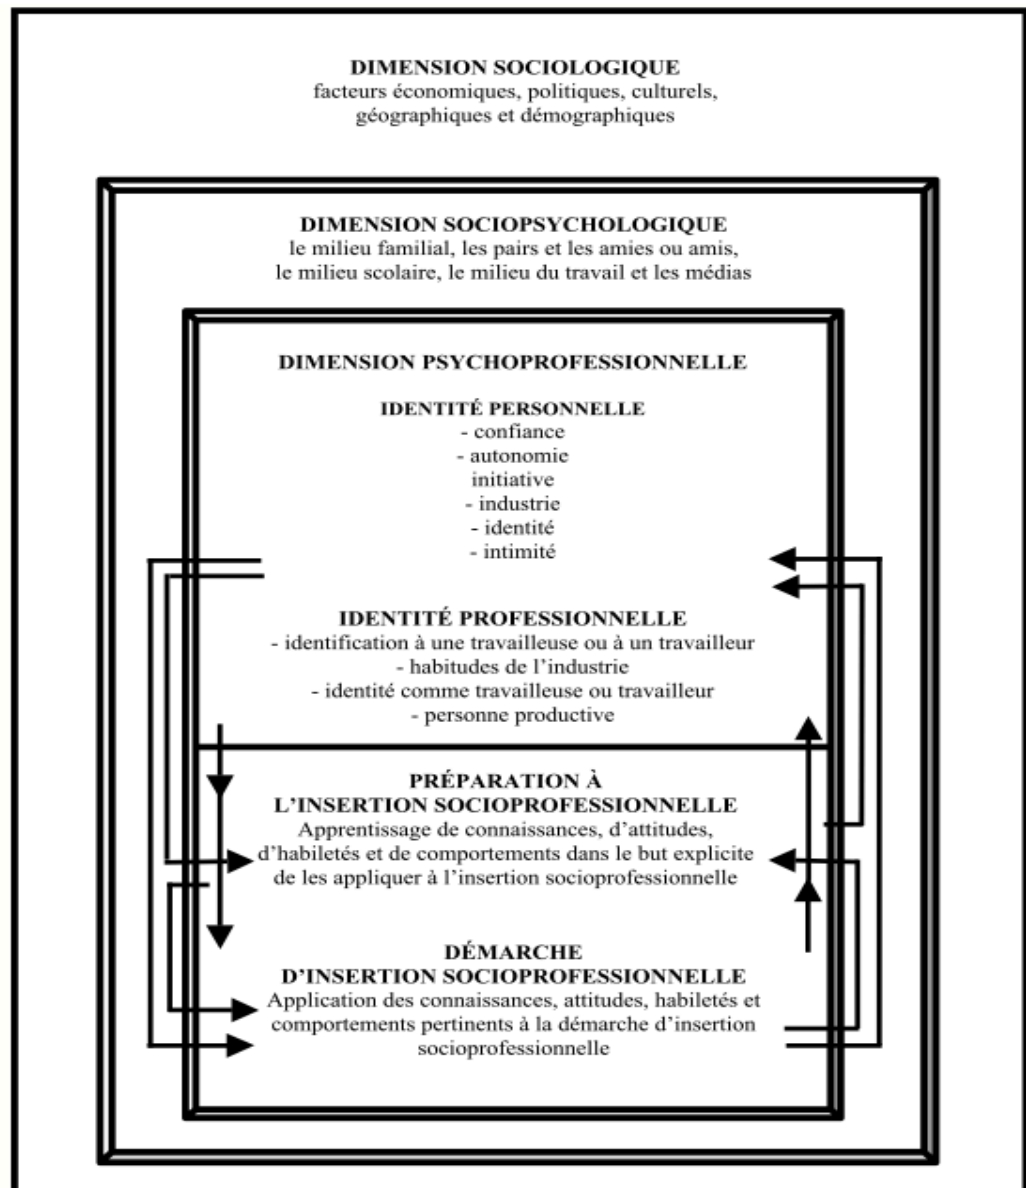 DIMENSION SOCIOLOGIQUE
facteurs économiques, politiques, culturels,
géographiques et démographiques
DIMENSION SOCIOPSYCHOLOGIQUE
le milieu familial, les pairs et les amies ou amis,
le milieu scolaire, le milieu du travail et les médias
DIMENSION PSYCHOPROFESSIONNELLE
IDENTITÉ PERSONNELLE
- confiance
- autonomie
initiative
- industrie
- identité
- intimité
IDENTITÉ PROFESSIONNELLE
- identification à une travailleuse ou à un travailleur
- habitudes de l’industrie
- identité comme travailleuse ou travailleur
- personne productive
PRÉPARATION À
L’INSERTION SOCIOPROFESSIONNELLE
Apprentissage de connaissances, d’attitudes,
d’habiletés et de comportements dans le but explicite
de les appliquer à l’insertion socioprofessionnelle
DÉMARCHE
D’INSERTION SOCIOPROFESSIONNELLE
Application des connaissances, attitudes, habiletés et
comportements pertinents à la démarche d’insertion
socioprofessionnelle